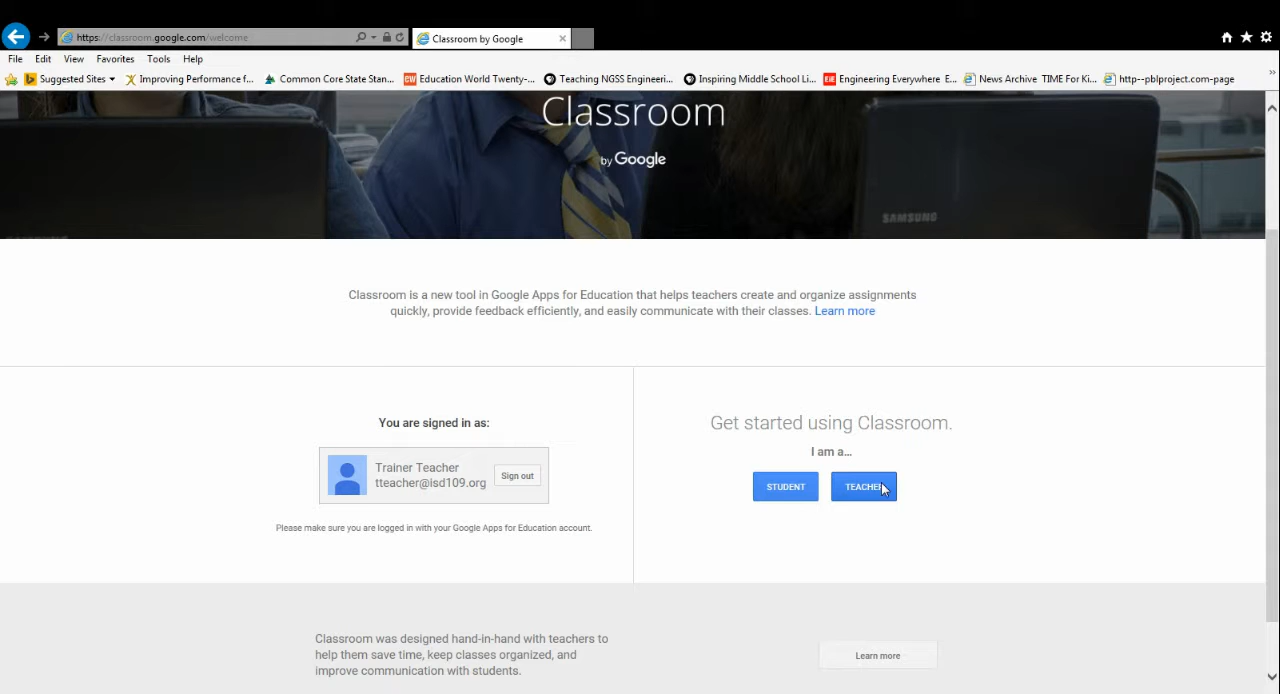 https://classroom.google.com/welcome
Classroom by Google
File Edit View Favorites Tools Help
Suggested Sites Improving Performance f... Common Core State Stan... Education World Twenty-... Teaching NGSS Engineeri... Inspiring Middle School Li... Engineering Everywhere E... News Archive TIME For Ki... http--pblproject.com-page
Classroom
by Google
SAMSUNG
Classroom is a new tool in Google Apps for Education that helps teachers create and organize assignments
quickly, provide feedback efficiently, and easily communicate with their classes. Learn more
You are signed in as:
Trainer Teacher
tteacher@isd109.org
Sign out
Please make sure you are logged in with your Google Apps for Education account.
Get started using Classroom.
I am a...
STUDENT TEACHER
Classroom was designed hand-in-hand with teachers to
help them save time, keep classes organized, and
improve communication with students.
Learn more